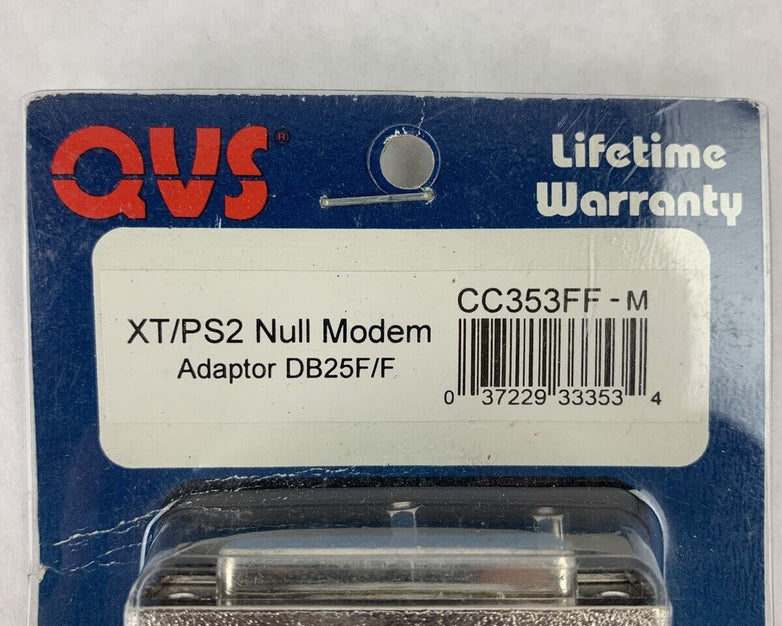 QVS®
Lifetime
Warranty
XT/PS2 Null Modem
Adaptor DB25F/F
CC353FF-M
0 37229 33353 4